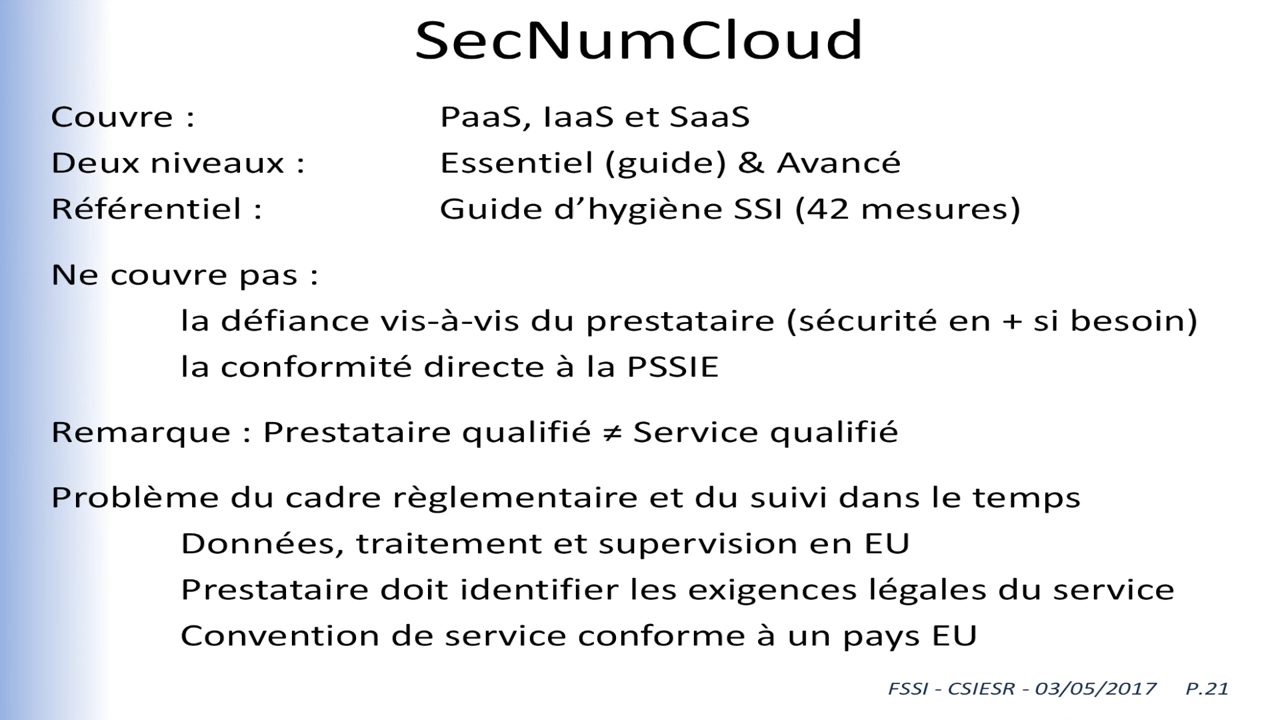 SecNumCloud
Couvre : PaaS, IaaS et SaaS
Deux niveaux : Essentiel (guide) & Avancé
Référentiel : Guide d’hygiène SSI (42 mesures)
Ne couvre pas :
la défiance vis-à-vis du prestataire (sécurité en + si besoin)
la conformité directe à la PSSIE
Remarque : Prestataire qualifié ≠ Service qualifié
Problème du cadre règlementaire et du suivi dans le temps
Données, traitement et supervision en EU
Prestataire doit identifier les exigences légales du service
Convention de service conforme à un pays EU
FSSI - CSIESR - 03/05/2017 P.21